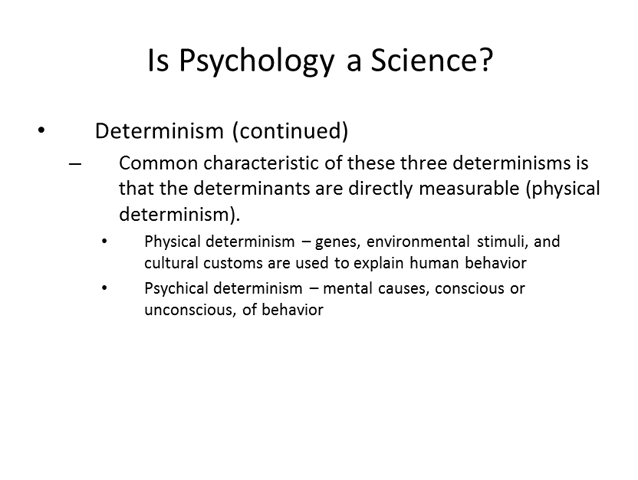 Is Psychology a Science?
• Determinism (continued)
– Common characteristic of these three determinisms is
that the determinants are directly measurable (physical
determinism).
• Physical determinism – genes, environmental stimuli, and
cultural customs are used to explain human behavior
• Psychical determinism – mental causes, conscious or
unconscious, of behavior